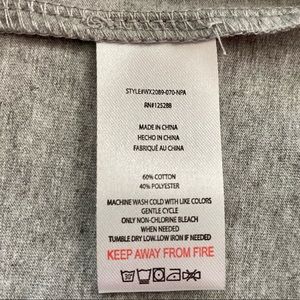 STYLE#WX2089-070-NPA
RN#125288
MADE IN CHINA
HECHO EN CHINA
FABRIQUÉ AU CHINA
60% COTTON
40% POLYESTER
MACHINE WASH COLD WITH LIKE COLORS
GENTLE CYCLE
ONLY NON-CHLORINE BLEACH
WHEN NEEDED
TUMBLE DRY LOW.LOW IRON IF NEEDED
KEEP AWAY FROM FIRE